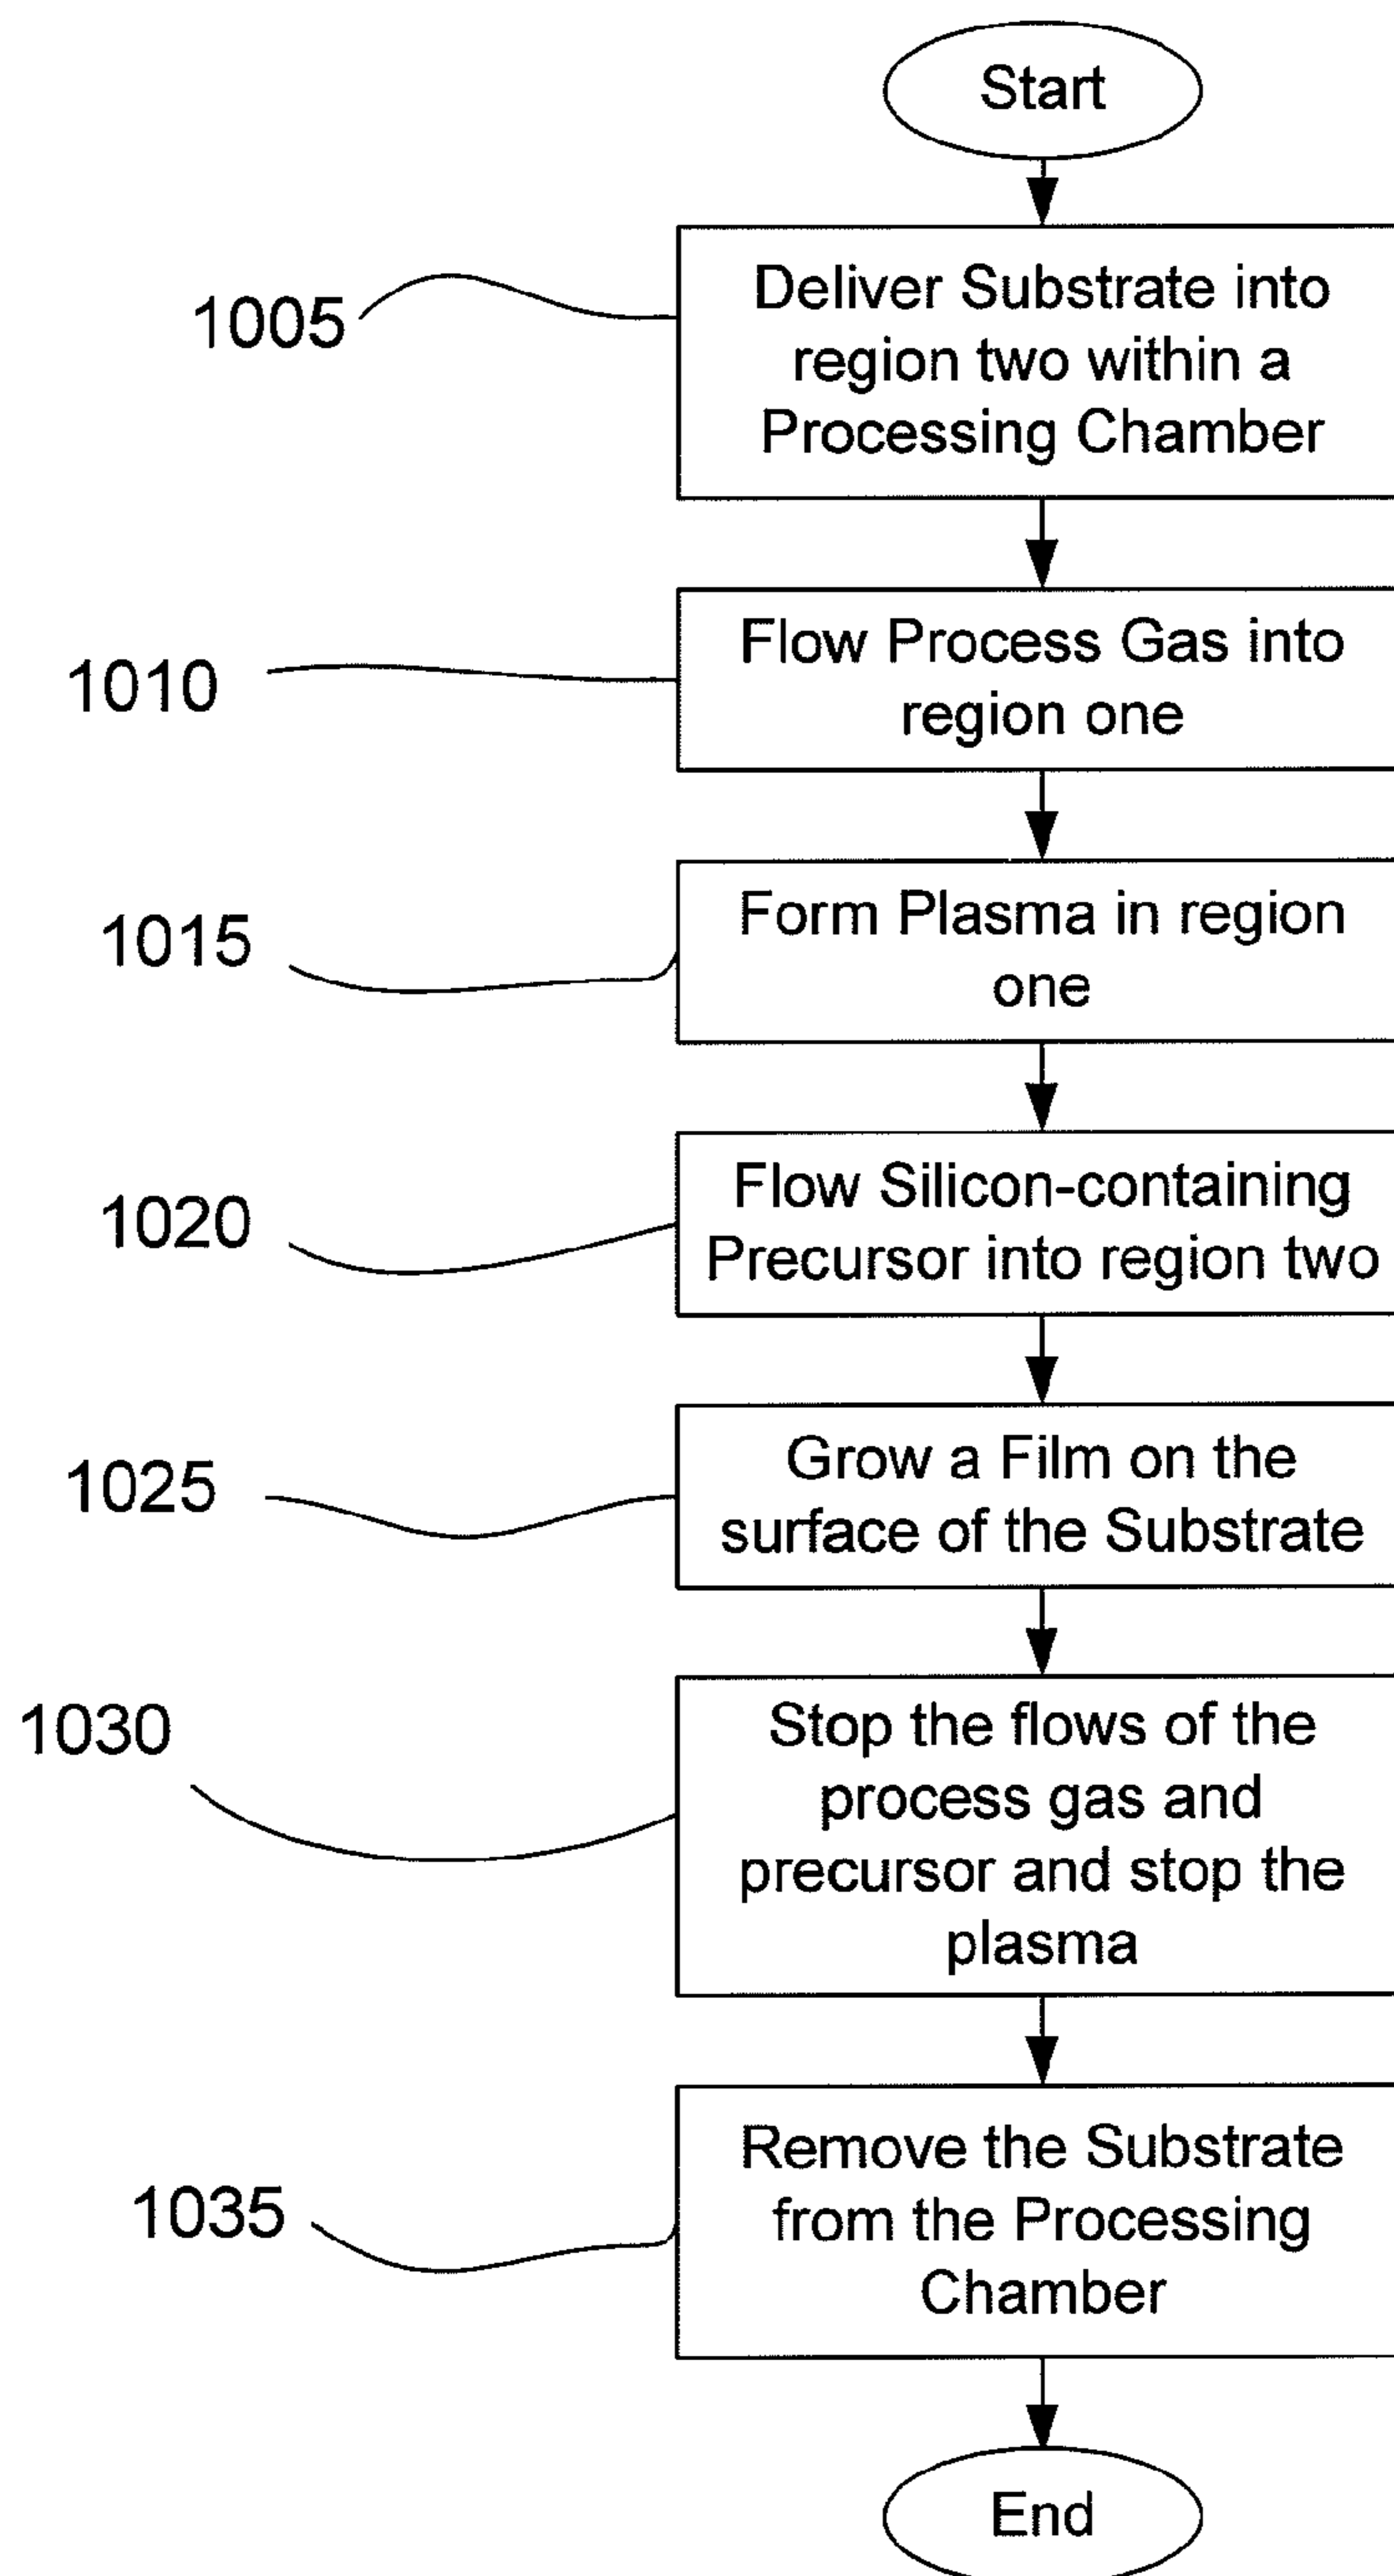 Start
1005
Deliver Substrate into
region two within a
Processing Chamber
1010
Flow Process Gas into
region one
1015
Form Plasma in region
one
1020
Flow Silicon-containing
Precursor into region two
1025
Grow a Film on the
surface of the Substrate
1030
Stop the flows of the
process gas and
precursor and stop the
plasma
1035
Remove the Substrate
from the Processing
Chamber
End